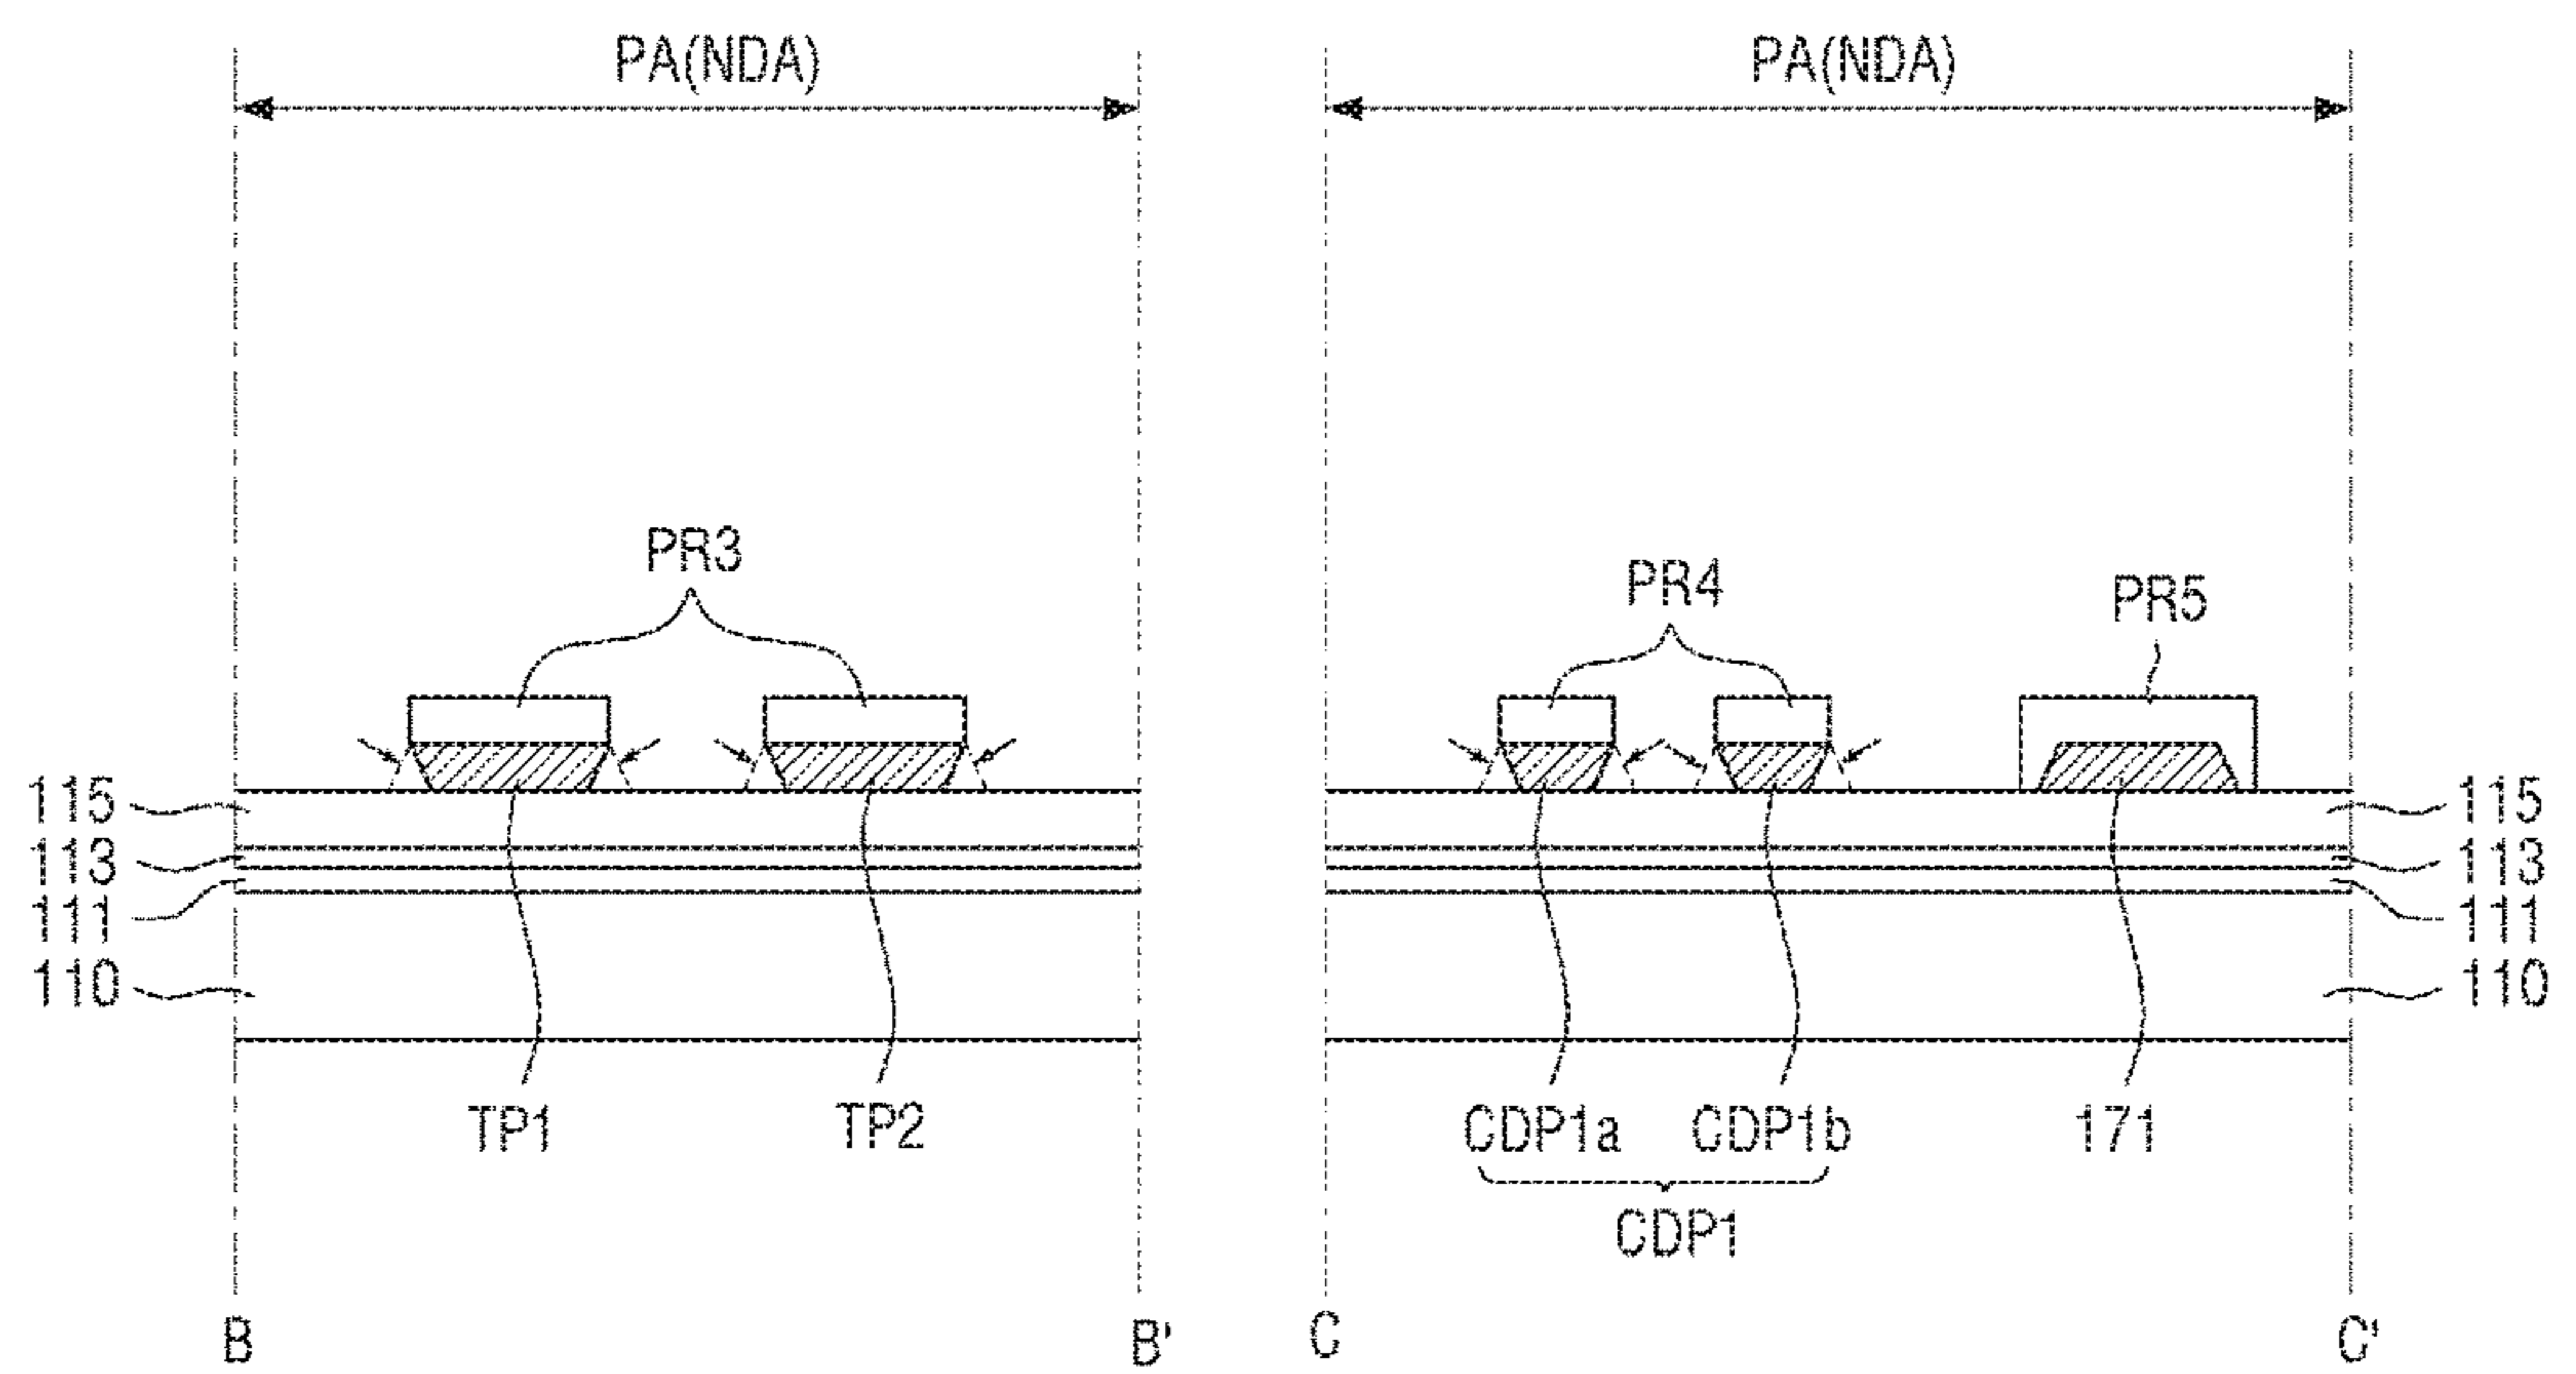 PA(NDA) PA(NDA)
PR3
PR4
PR5
115 115
113 113
111 111
110 110
TP1 TP2 CDP1a CDP1b 171
CDP1
B B' C C'